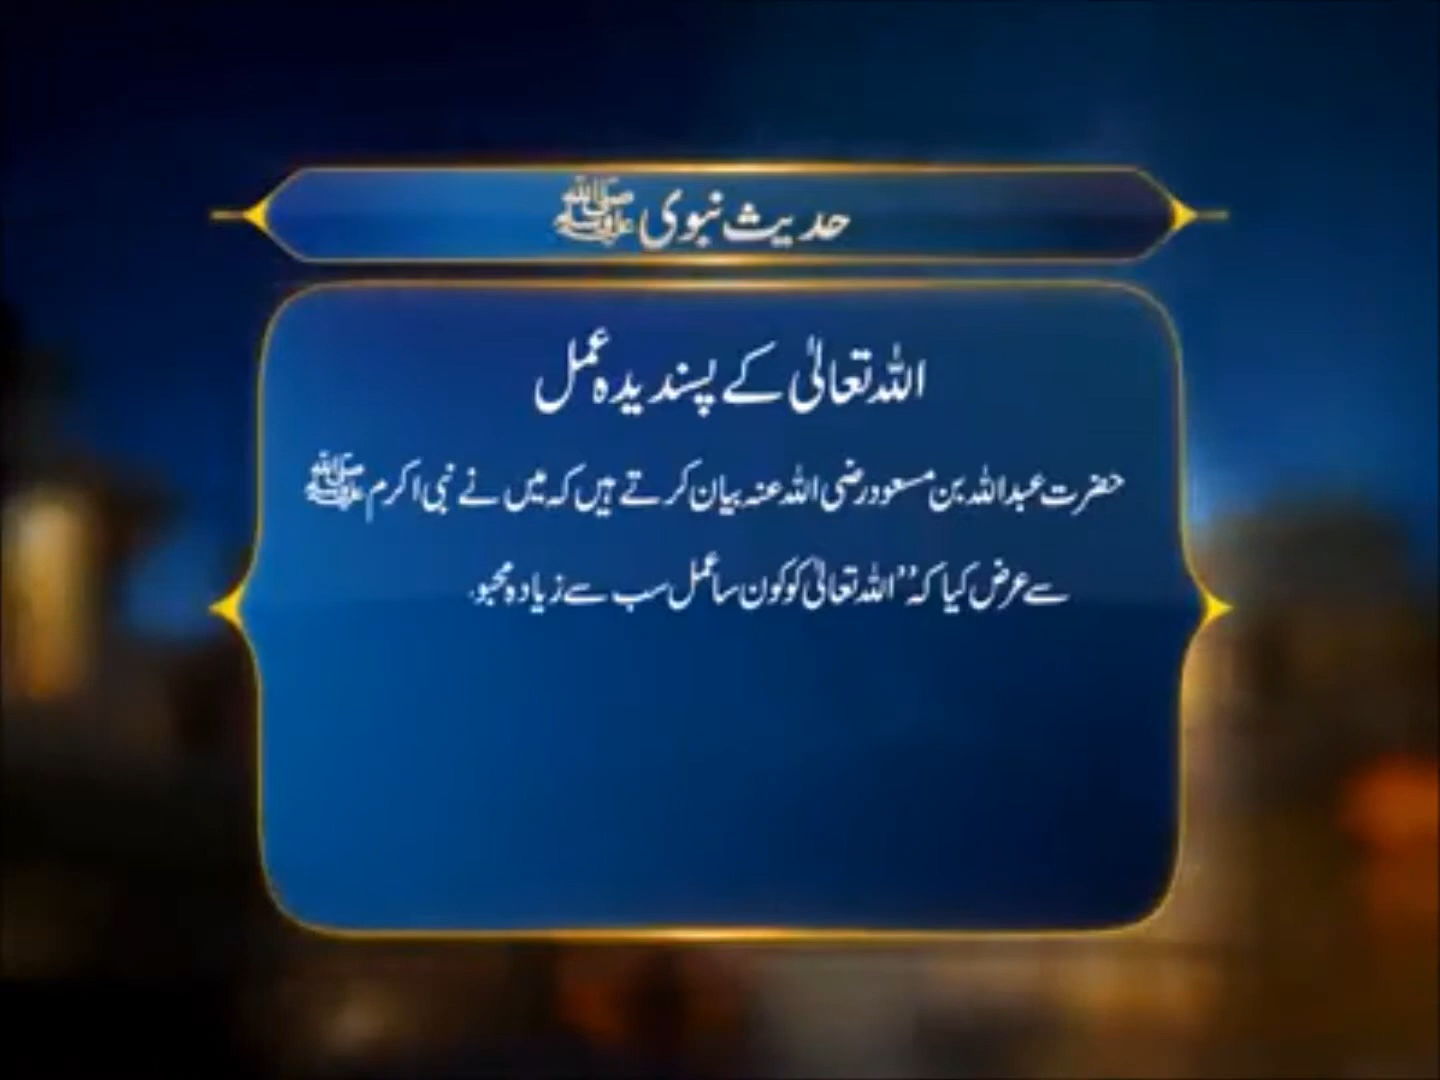 حدیث نبوی ﷺ
اللہ تعالیٰ کے پسندیدہ عمل
حضرت عبداللہ بن مسعود رضی اللہ عنہ بیان کرتے ہیں کہ میں نے نبی اکرم ﷺ
سے عرض کیا کہ ’’اللہ تعالیٰ کو کون سا عمل سب سے زیادہ محبو